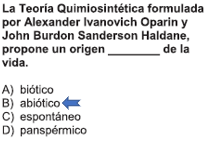 La Teoría Quimiosintética formulada
por Alexander Ivanovich Oparin y
John Burdon Sanderson Haldane,
propone un origen ________ de la
vida.
A) biótico
B) abiótico
C) espontáneo
D) panspérmico